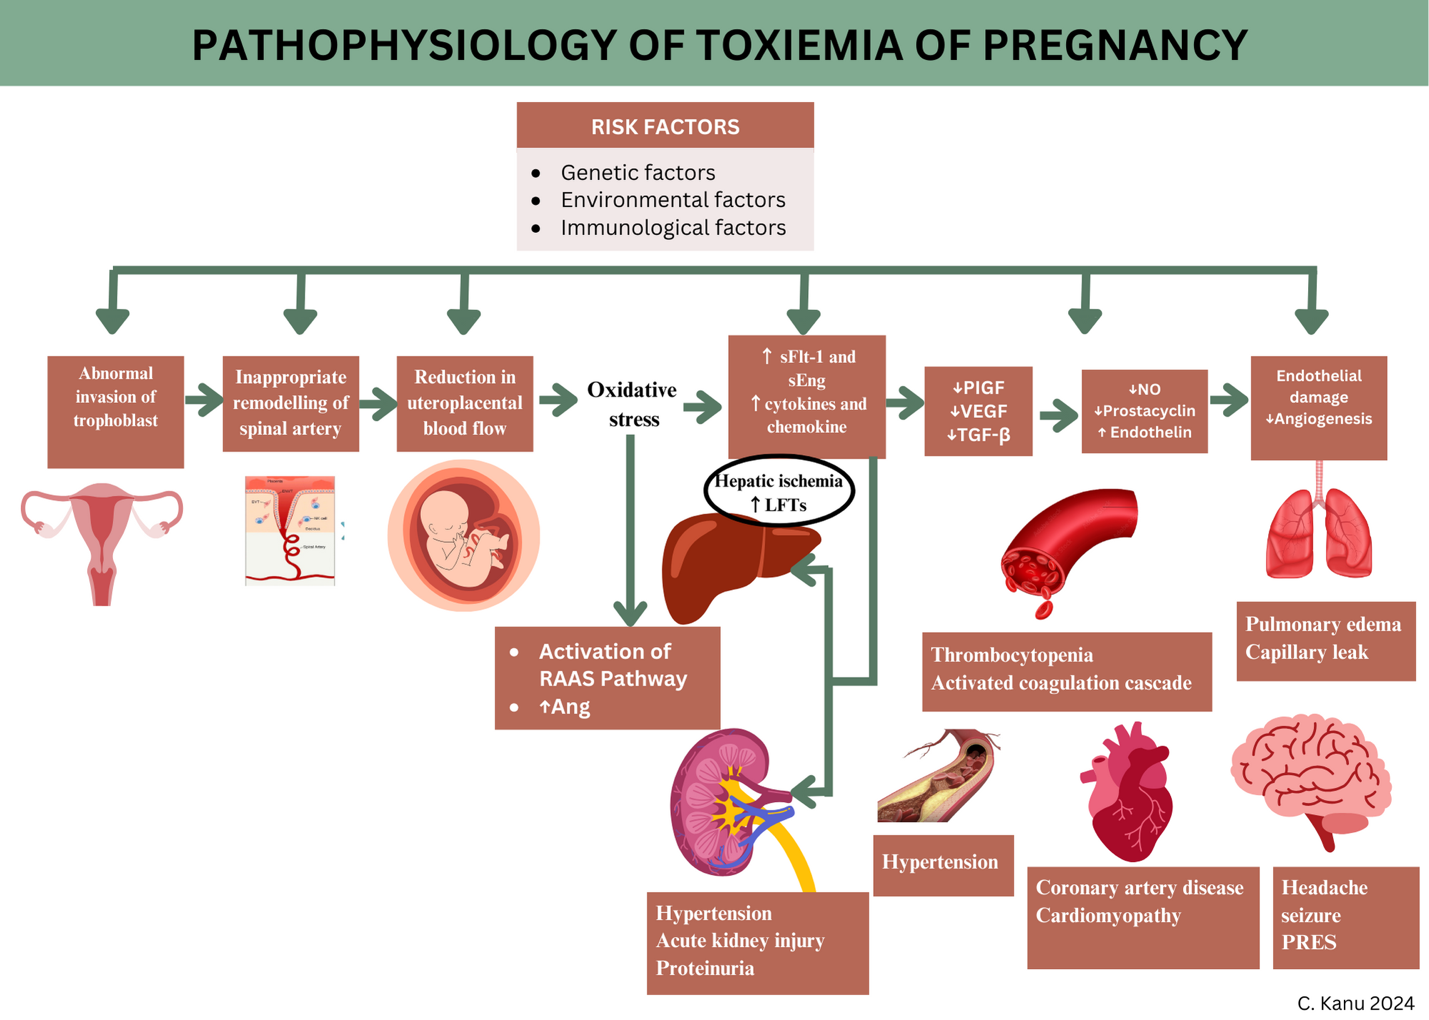 PATHOPHYSIOLOGY OF TOXIEMIA OF PREGNANCY
RISK FACTORS
• Genetic factors
• Environmental factors
• Immunological factors
Abnormal
invasion of
trophoblast
Inappropriate
remodelling of
spinal artery
Reduction in
uteroplacental
blood flow
Oxidative
stress
↑ sFlt-1 and
sEng
↑ cytokines and
chemokine
↓PIGF
↓VEGF
↓TGF-β
↓NO
↓Prostacyclin
↑ Endothelin
Endothelial
damage
↓Angiogenesis
Hepatic ischemia
↑ LFTs
• Activation of
RAAS Pathway
• ↑Ang
Thrombocytopenia
Activated coagulation cascade
Pulmonary edema
Capillary leak
Hypertension
Acute kidney injury
Proteinuria
Hypertension
Coronary artery disease
Cardiomyopathy
Headache
seizure
PRES
C. Kanu 2024